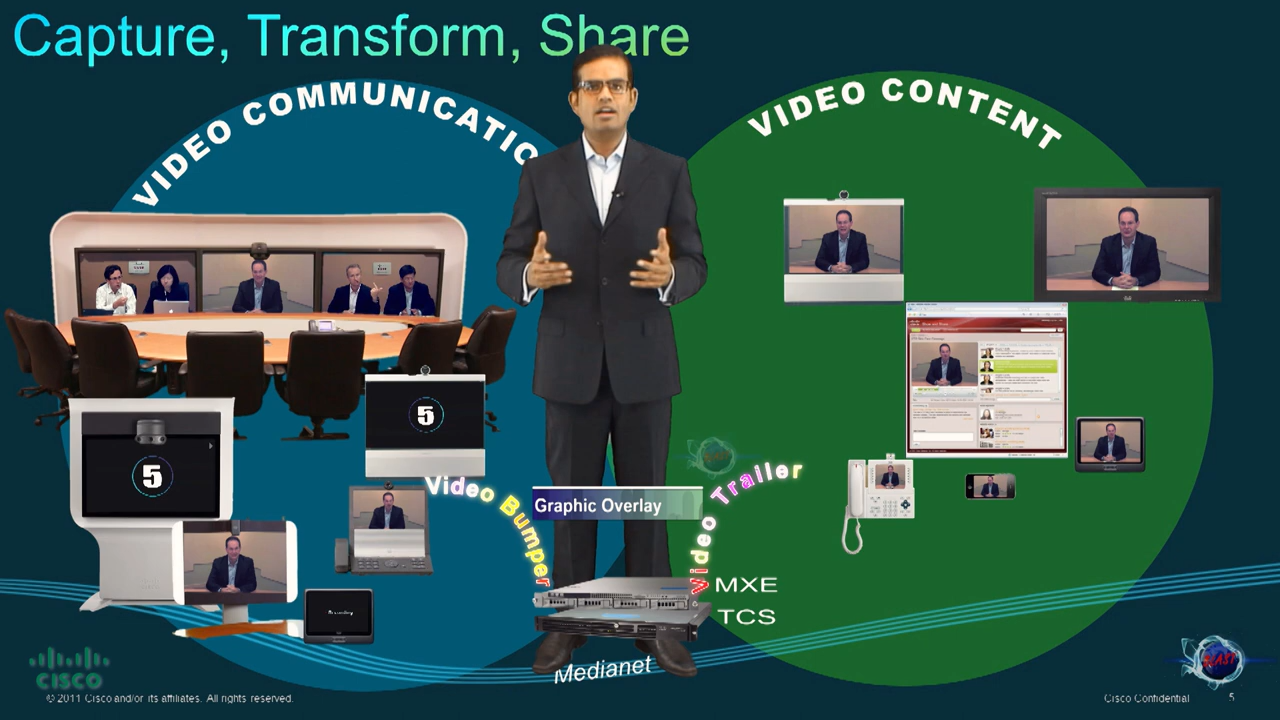 Capture, Transform, Share
VIDEO COMMUNICATIO
VIDEO CONTENT
5
5
Video Bumper
Graphic Overlay
Video Trailer
MXE
TCS
Recording
Medianet
CISCO
© 2011 Cisco and/or its affiliates. All rights reserved.
Cisco Confidential
5